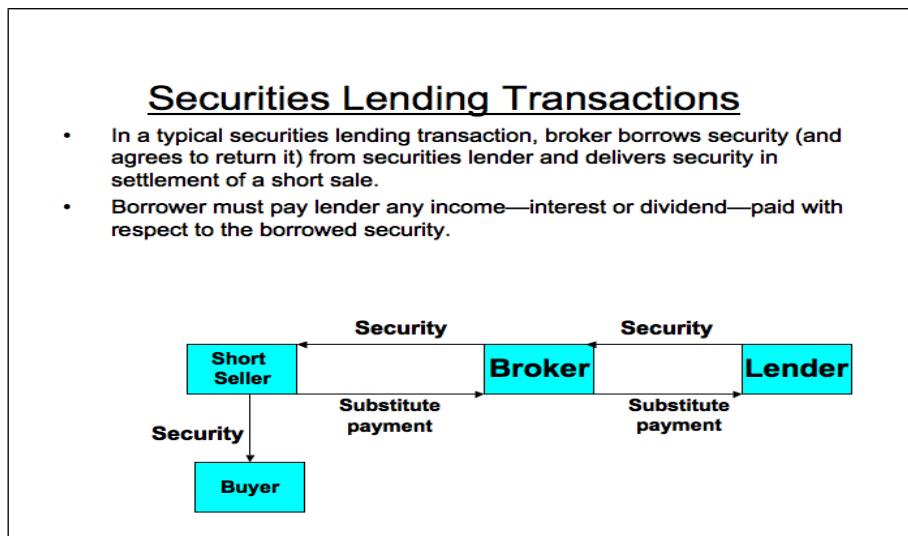 Securities Lending Transactions
• In a typical securities lending transaction, broker borrows security (and
agrees to return it) from securities lender and delivers security in
settlement of a short sale.
• Borrower must pay lender any income—interest or dividend—paid with
respect to the borrowed security.
Security
Security
Short
Seller
Broker
Lender
Substitute
payment
Substitute
payment
Security
Buyer